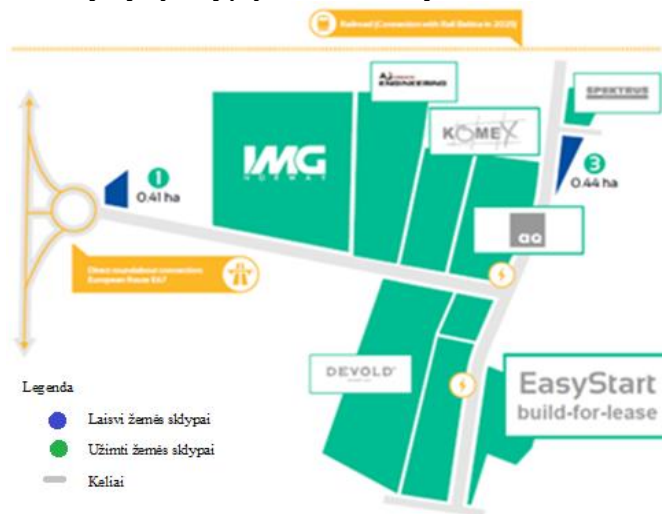 Railroad (Connection with Rail Baltica in 2026)
AJ
ENGINEERING
SPEKTRUS
IMG
NORWAY
KOMEX
1
0.41 ha
3
0.44 ha
aq
Direct roundabout connection
European Route E67
DEVOLD
EasyStart
build-for-lease
Legenda
Laisvi žemės sklypai
Užimti žemės sklypai
Keliai